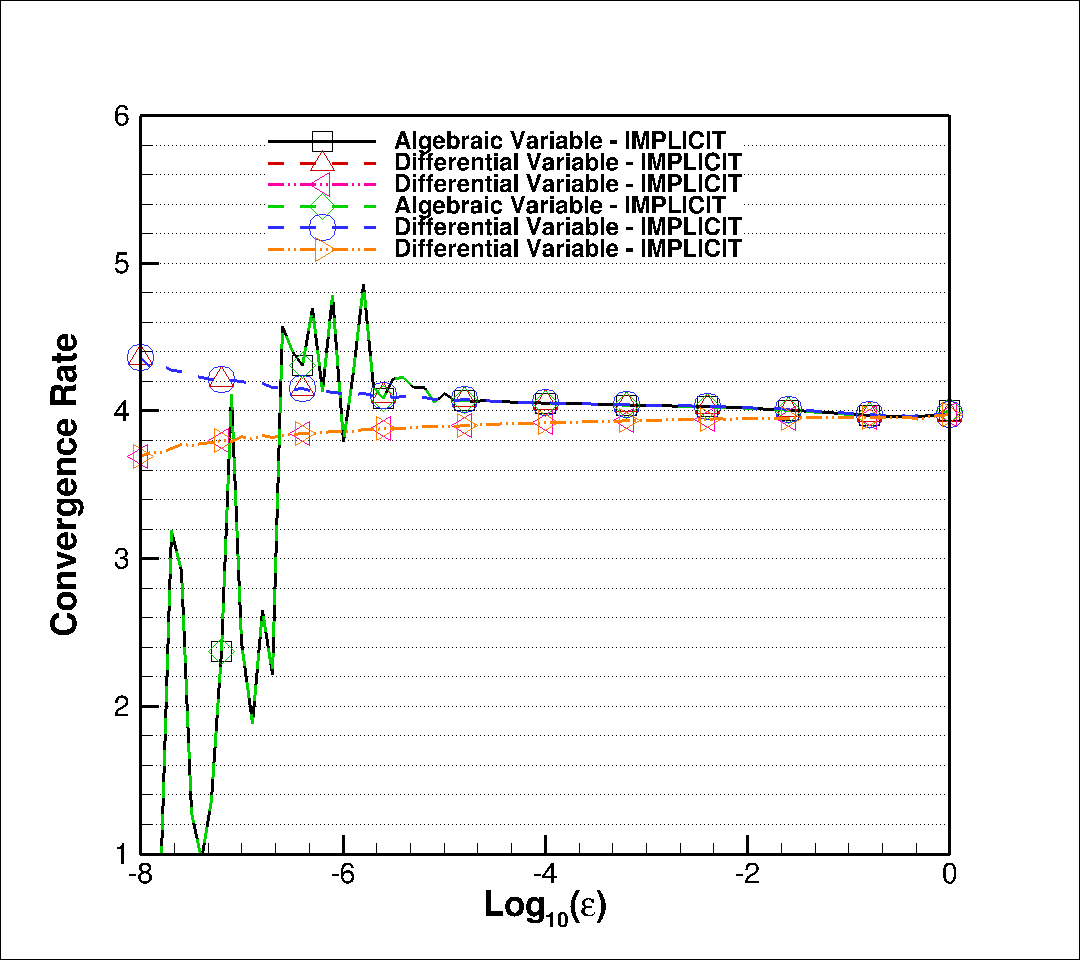 6
Algebraic Variable - IMPLICIT
Differential Variable - IMPLICIT
Differential Variable - IMPLICIT
Algebraic Variable - IMPLICIT
Differential Variable - IMPLICIT
Differential Variable - IMPLICIT
5
4
3
2
1
Convergence Rate
-8 -6 -4 -2 0
Log10(ε)